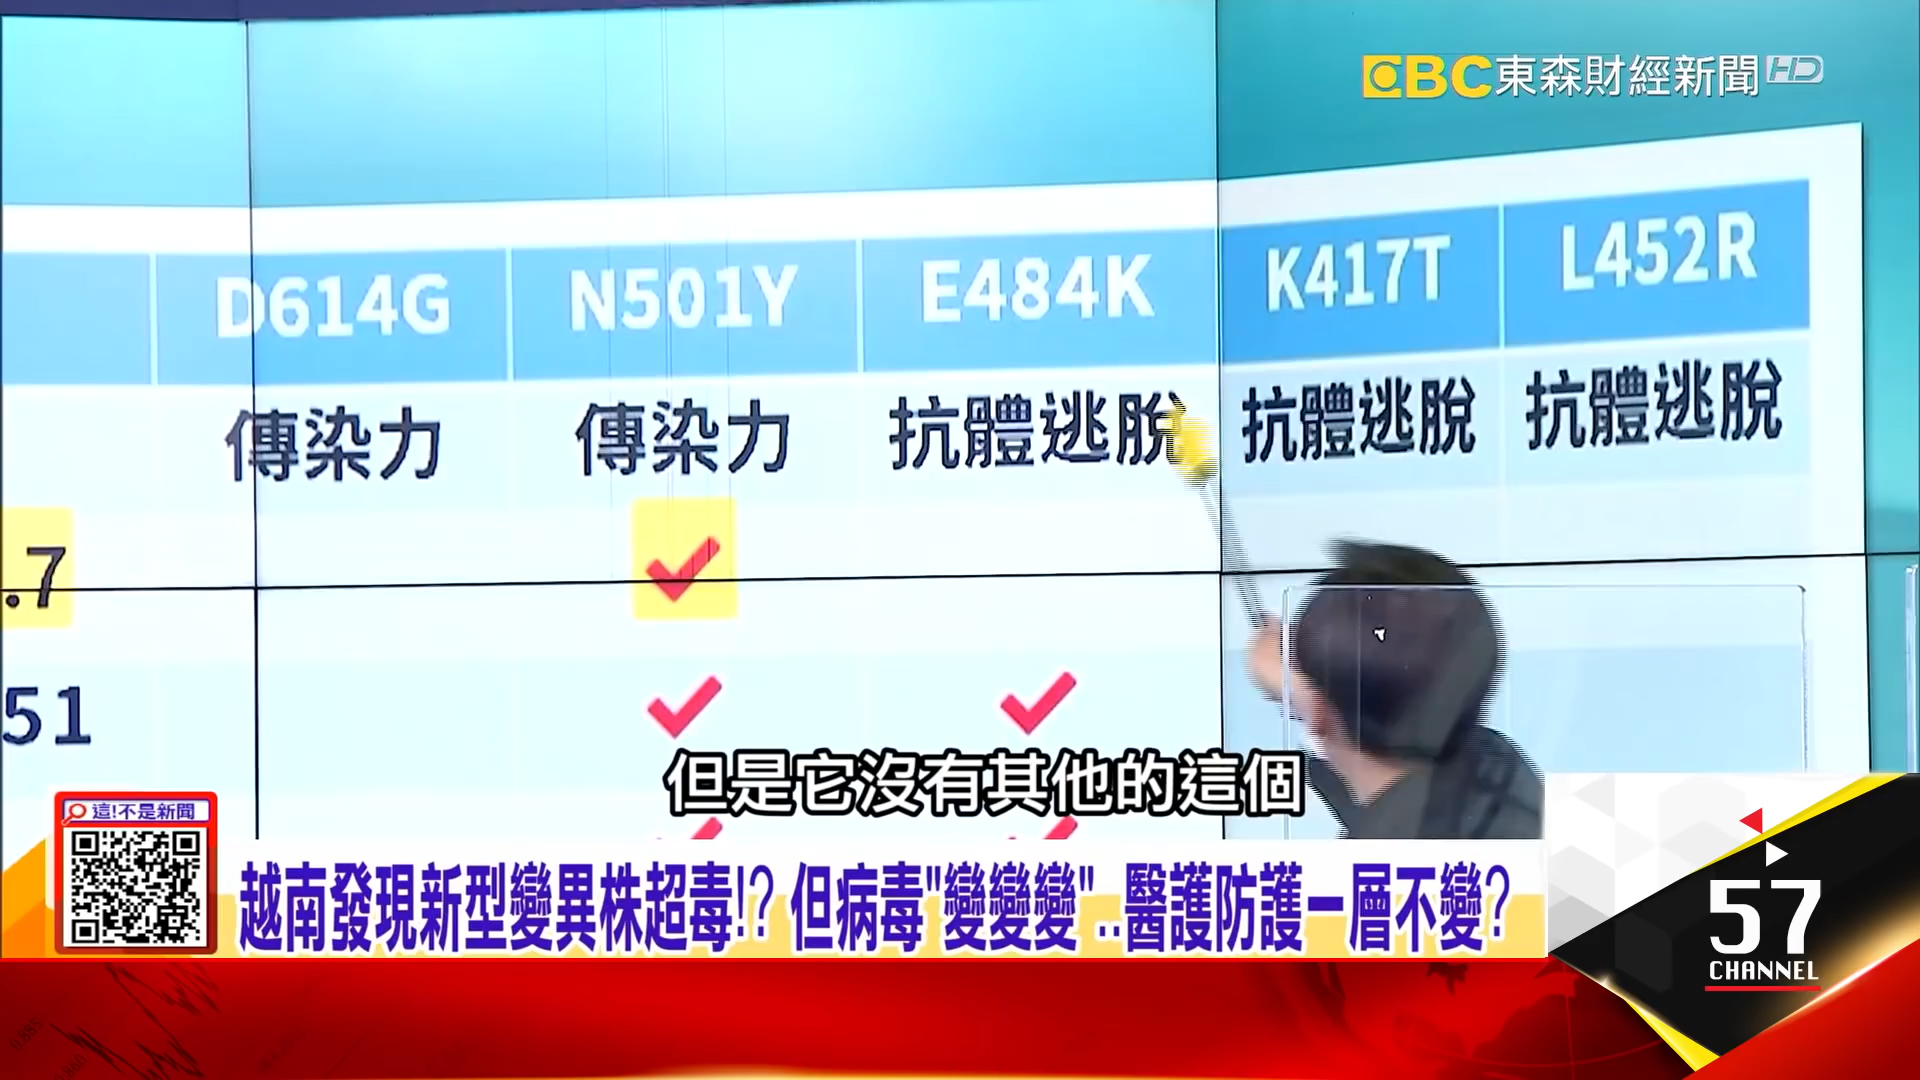 EBC東森財經新聞HD
D614G N501Y E484K K417T L452R
傳染力 傳染力 抗體逃脫 抗體逃脫 抗體逃脫
.7
51
但是它沒有其他的這個
這!不是新聞
越南發現新型變異株超毒!? 但病毒"變變變"..醫護防護一層不變?
57
CHANNEL